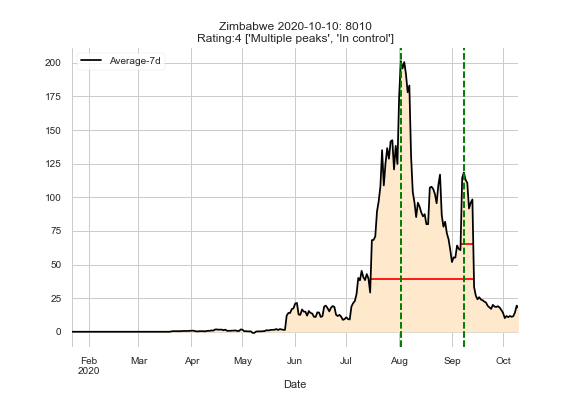 Zimbabwe 2020-10-10: 8010
Rating:4 ['Multiple peaks', 'In control']
Average-7d
200
175
150
125
100
75
50
25
0
Feb
2020
Mar
Apr
May
Jun
Jul
Aug
Sep
Oct
Date